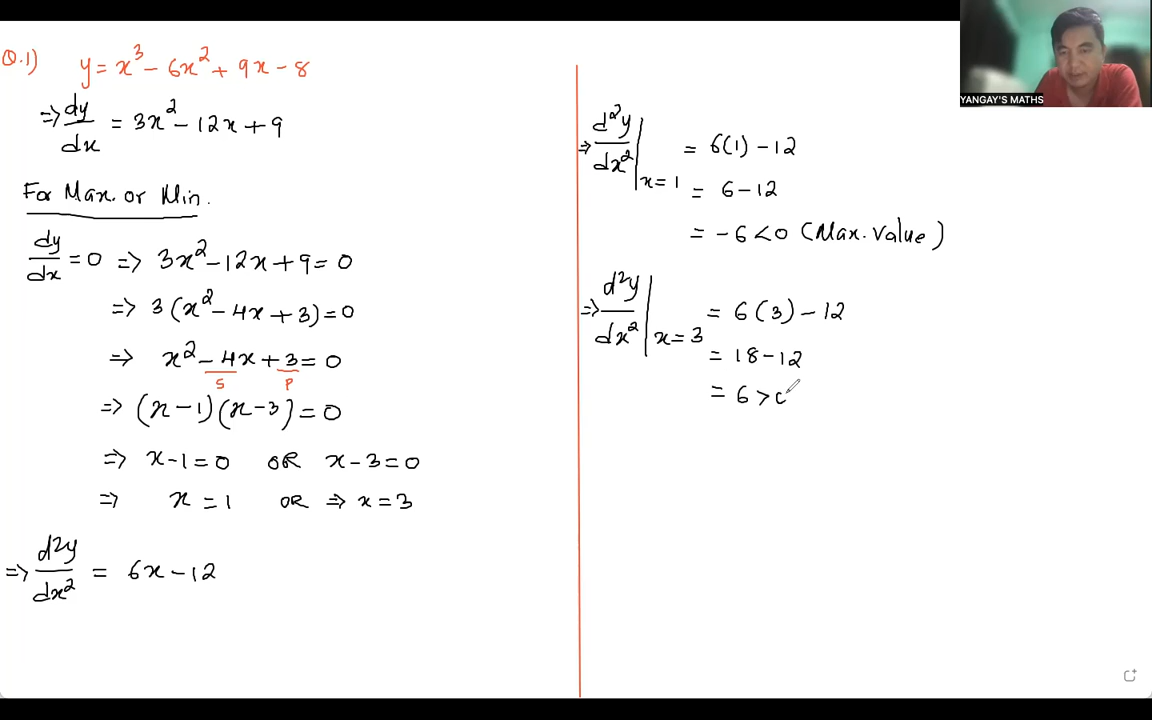 Q.1) y = x³ - 6x² + 9x - 8
⇒ dy/dx = 3x² - 12x + 9
For Max. or Min.
dy/dx = 0 ⇒ 3x² - 12x + 9 = 0
⇒ 3(x² - 4x + 3) = 0
⇒ x² - 4x + 3 = 0
S P
⇒ (x - 1)(x - 3) = 0
⇒ x - 1 = 0 OR x - 3 = 0
⇒ x = 1 OR ⇒ x = 3
⇒ d²y/dx² = 6x - 12
⇒ d²y/dx² | x = 1 = 6(1) - 12
= 6 - 12
= -6 < 0 (Max. Value)
⇒ d²y/dx² | x = 3 = 6(3) - 12
= 18 - 12
= 6 >
YANGAY'S MATHS